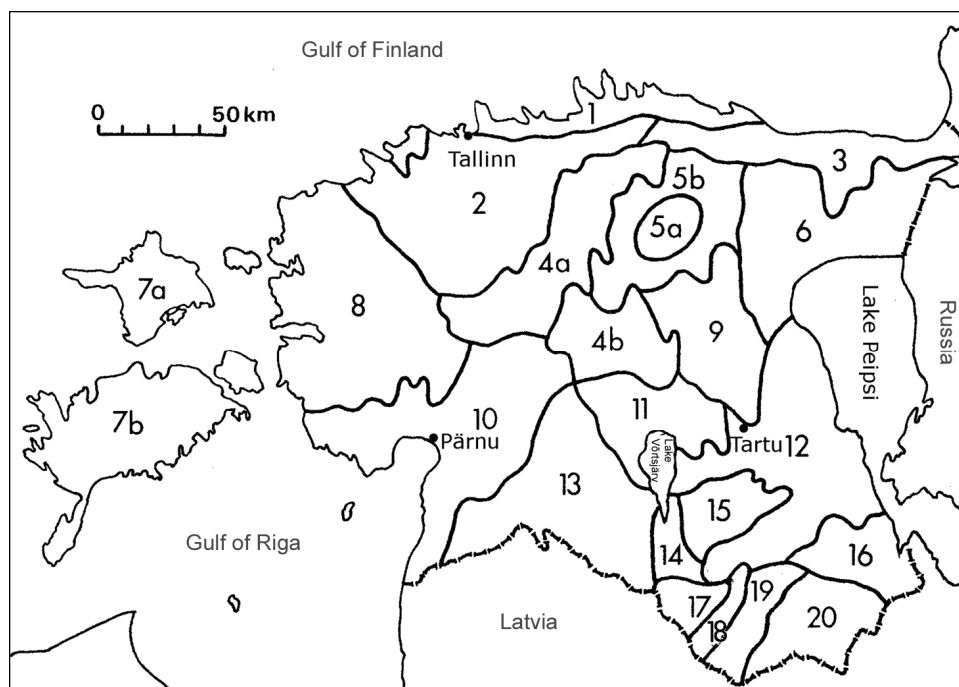 Gulf of Finland
0 50 km
1
Tallinn
3
2
5b
5a
6
4a
7a
8
4b
9
Lake Peipsi
Russia
7b
10
11
Pärnu
Lake
Võrtsjärv
Tartu 12
13
15
Gulf of Riga
14
16
17
19
18
20
Latvia